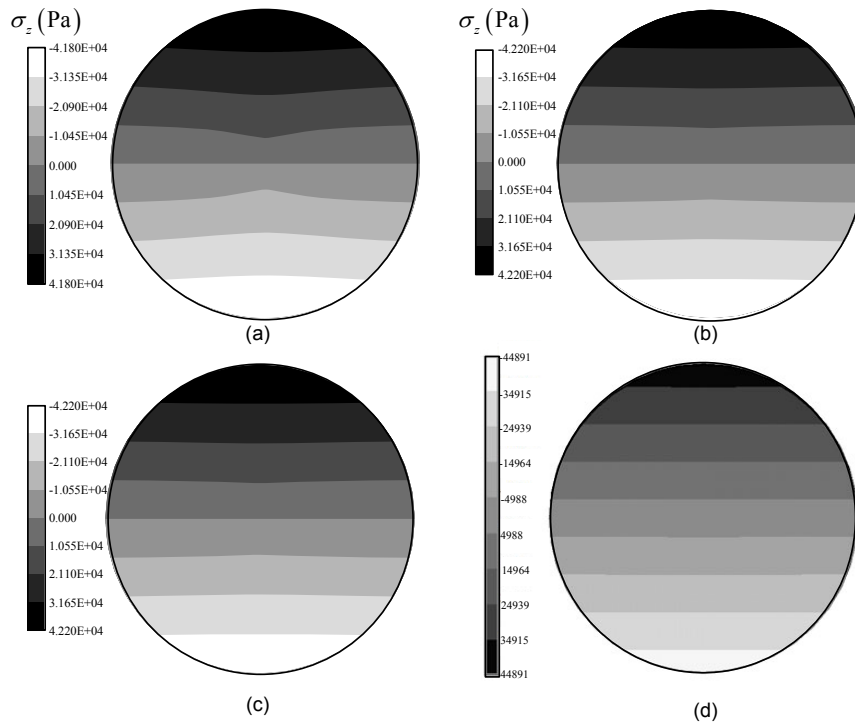 σz (Pa)
-4.180E+04
-3.135E+04
-2.090E+04
-1.045E+04
0.000
1.045E+04
2.090E+04
3.135E+04
4.180E+04
(a)
σz (Pa)
-4.220E+04
-3.165E+04
-2.110E+04
-1.055E+04
0.000
1.055E+04
2.110E+04
3.165E+04
4.220E+04
(b)
-4.220E+04
-3.165E+04
-2.110E+04
-1.055E+04
0.000
1.055E+04
2.110E+04
3.165E+04
4.220E+04
(c)
-44891
-34915
-24939
-14964
-4988
4988
14964
24939
34915
44891
(d)